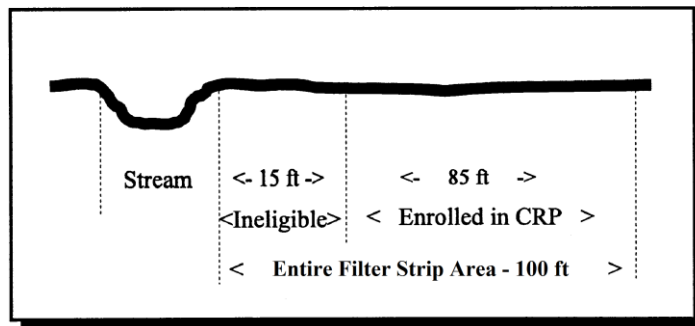 Stream <- 15 ft -> <- 85 ft ->
<Ineligible> < Enrolled in CRP >
< Entire Filter Strip Area - 100 ft >